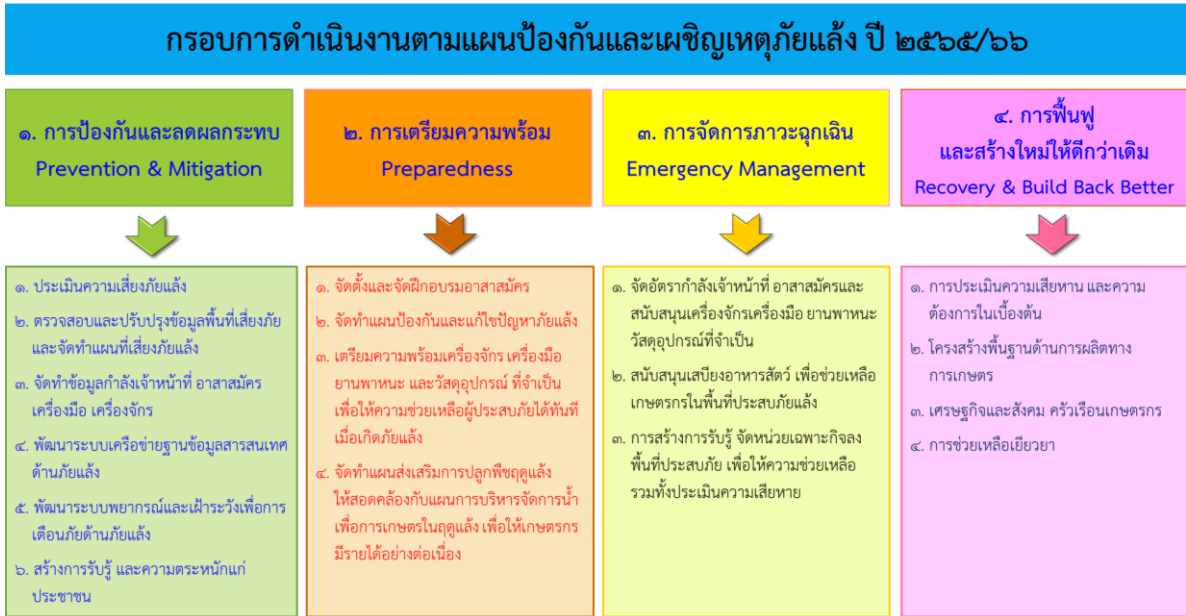 กรอบการดำเนินงานตามแผนป้องกันและเผชิญเหตุภัยแล้ง ปี ๒๕๖๕/๖๖
๑. การป้องกันและลดผลกระทบ
Prevention & Mitigation
๑. ประเมินความเสี่ยงภัยแล้ง
๒. ตรวจสอบและปรับปรุงข้อมูลพื้นที่เสี่ยงภัย
และจัดทำแผนที่เสี่ยงภัยแล้ง
๓. จัดทำข้อมูลกำลังเจ้าหน้าที่ อาสาสมัคร
เครื่องมือ เครื่องจักร
๔. พัฒนาระบบเครือข่ายฐานข้อมูลสารสนเทศ
ด้านภัยแล้ง
๕. พัฒนาระบบพยากรณ์และเฝ้าระวังเพื่อการ
เตือนภัยด้านภัยแล้ง
๖. สร้างการรับรู้ และความตระหนักแก่
ประชาชน
๒. การเตรียมความพร้อม
Preparedness
๑. จัดตั้งและจัดฝึกอบรมอาสาสมัคร
๒. จัดทำแผนป้องกันและแก้ไขปัญหาภัยแล้ง
๓. เตรียมความพร้อมเครื่องจักร เครื่องมือ
ยานพาหนะ และวัสดุอุปกรณ์ ที่จำเป็น
เพื่อให้ความช่วยเหลือผู้ประสบภัยได้ทันที
เมื่อเกิดภัยแล้ง
๔. จัดทำแผนส่งเสริมการปลูกพืชฤดูแล้ง
ให้สอดคล้องกับแผนการบริหารจัดการน้ำ
เพื่อการเกษตรในฤดูแล้ง เพื่อให้เกษตรกร
มีรายได้อย่างต่อเนื่อง
๓. การจัดการภาวะฉุกเฉิน
Emergency Management
๑. จัดอัตรากำลังเจ้าหน้าที่ อาสาสมัครและ
สนับสนุนเครื่องจักรเครื่องมือ ยานพาหนะ
วัสดุอุปกรณ์ที่จำเป็น
๒. สนับสนุนเสบียงอาหารสัตว์ เพื่อช่วยเหลือ
เกษตรกรในพื้นที่ประสบภัยแล้ง
๓. การสร้างการรับรู้ จัดหน่วยเฉพาะกิจลง
พื้นที่ประสบภัย เพื่อให้ความช่วยเหลือ
รวมทั้งประเมินความเสียหาย
๔. การฟื้นฟู
และสร้างใหม่ให้ดีกว่าเดิม
Recovery & Build Back Better
๑. การประเมินความเสียหาน และความ
ต้องการในเบื้องต้น
๒. โครงสร้างพื้นฐานด้านการผลิตทาง
การเกษตร
๓. เศรษฐกิจและสังคม ครัวเรือนเกษตรกร
๔. การช่วยเหลือเยียวยา